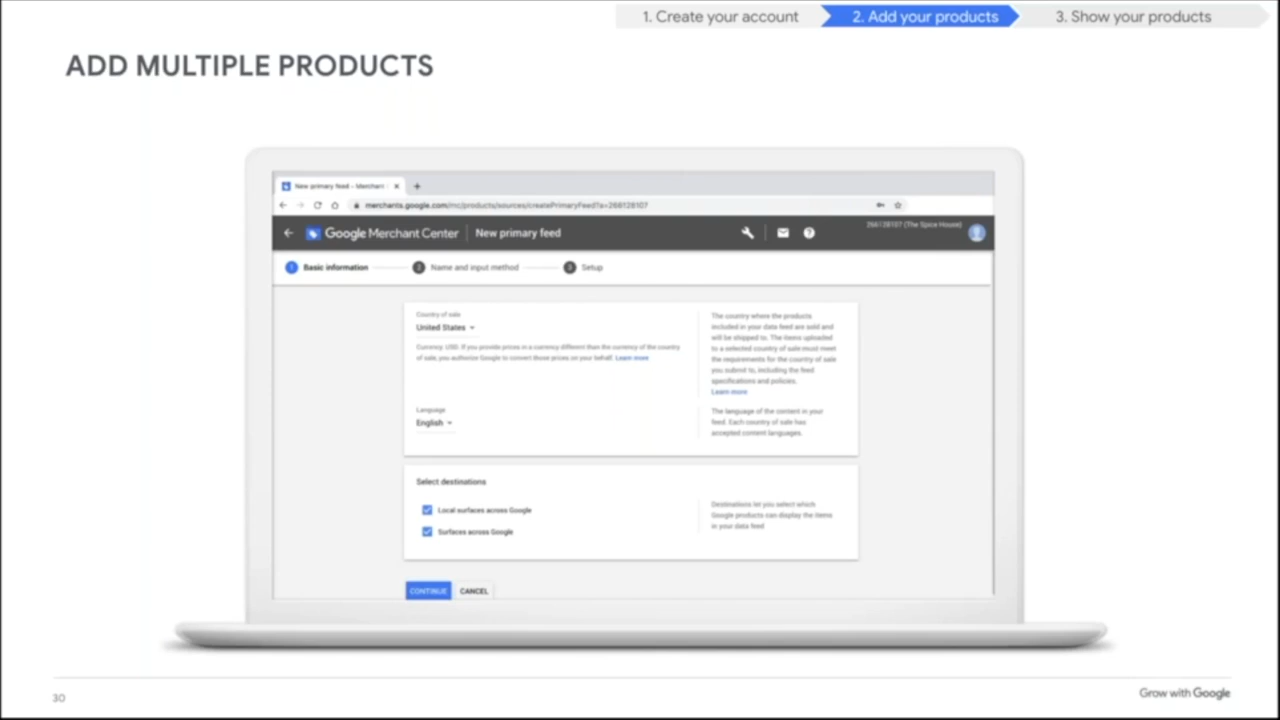 1. Create your account
2. Add your products
3. Show your products
ADD MULTIPLE PRODUCTS
New primary feed - Merchant
merchants.google.com/mc/products/sources/createPrimaryFeed?a=266128107
Google Merchant Center
New primary feed
266128107 (The Spice House)
1 Basic information
2 Name and input method
3 Setup
Country of sale
United States
Currency: USD. If you provide prices in a currency different than the currency of the country
of sale, you authorize Google to convert those prices on your behalf. Learn more
The country where the products
included in your data feed are sold and
will be shipped to. The items uploaded
to a selected country of sale must meet
the requirements for the country of sale
you submit to, including the feed
specifications and policies.
Learn more
Language
English
The language of the content in your
feed. Each country of sale has
accepted content languages.
Select destinations
Local surfaces across Google
Surfaces across Google
Destinations let you select which
Google products can display the items
in your data feed
CONTINUE
CANCEL
30
Grow with Google